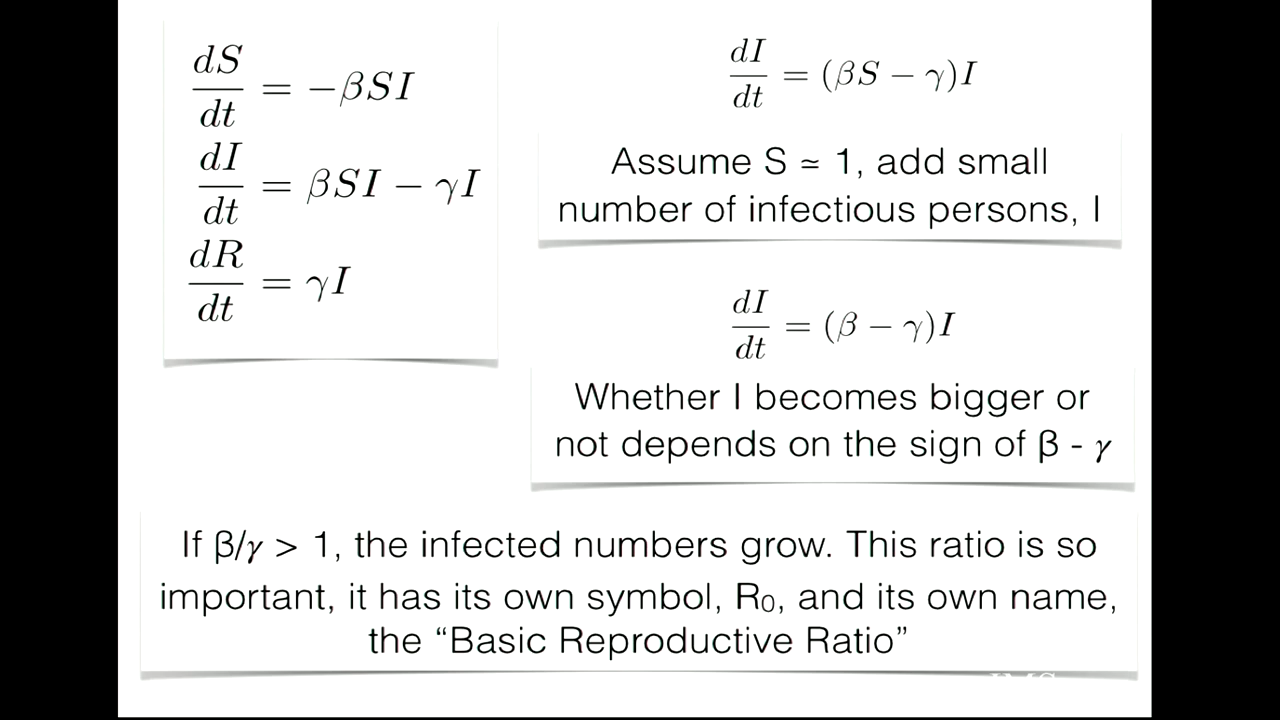 dS/dt = −βSI
dI/dt = βSI − γI
dR/dt = γI
dI/dt = (βS − γ)I
Assume S ≃ 1, add small
number of infectious persons, I
dI/dt = (β − γ)I
Whether I becomes bigger or
not depends on the sign of β - γ
If β/γ > 1, the infected numbers grow. This ratio is so
important, it has its own symbol, R₀, and its own name,
the “Basic Reproductive Ratio”